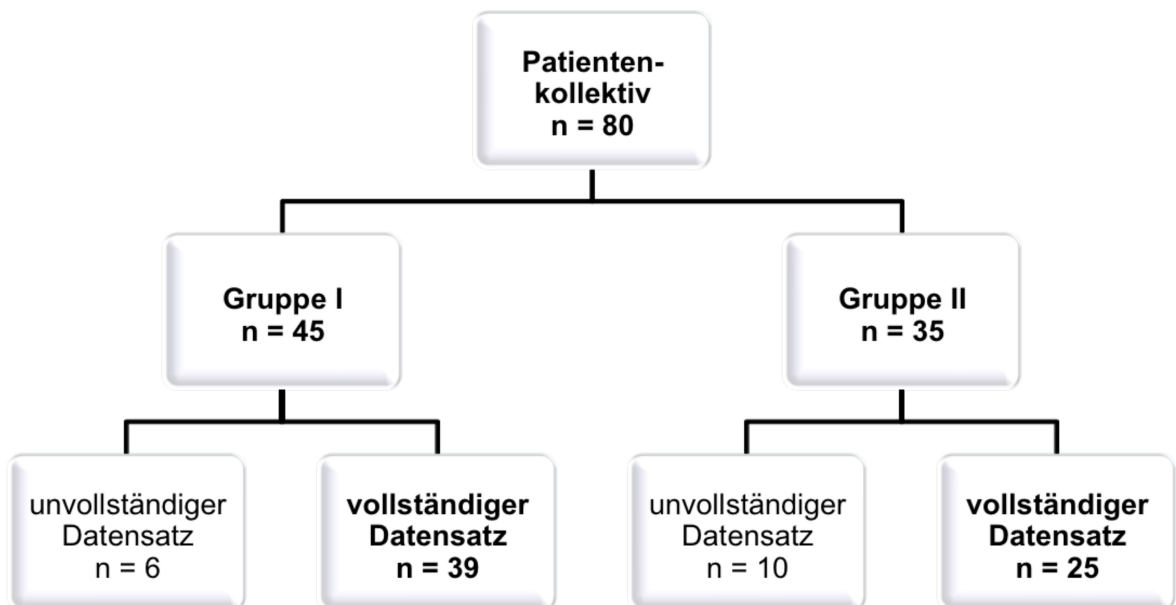 Patienten-
kollektiv
n = 80
Gruppe I
n = 45
Gruppe II
n = 35
unvollständiger
Datensatz
n = 6
vollständiger
Datensatz
n = 39
unvollständiger
Datensatz
n = 10
vollständiger
Datensatz
n = 25